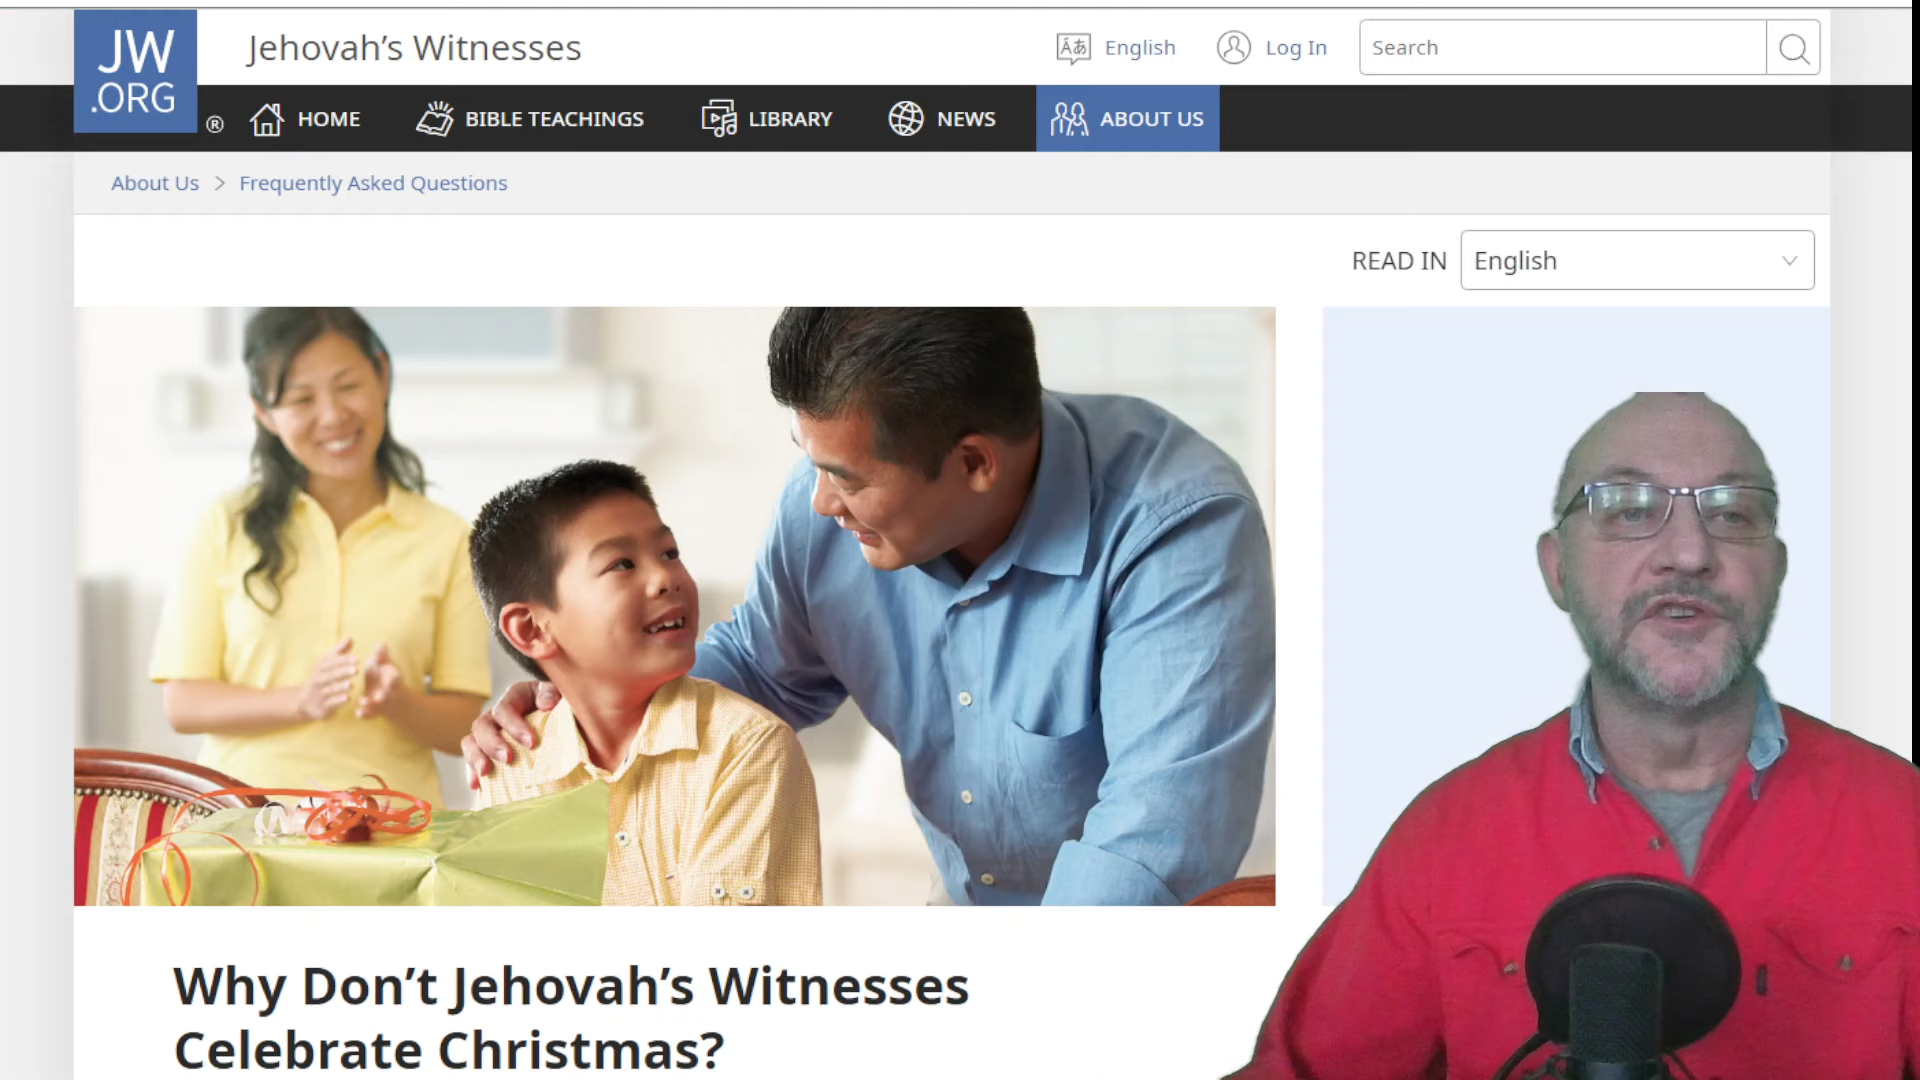 JW
.ORG
®
Jehovah’s Witnesses
English
Log In
Search
HOME
BIBLE TEACHINGS
LIBRARY
NEWS
ABOUT US
About Us > Frequently Asked Questions
READ IN
English
Why Don’t Jehovah’s Witnesses
Celebrate Christmas?